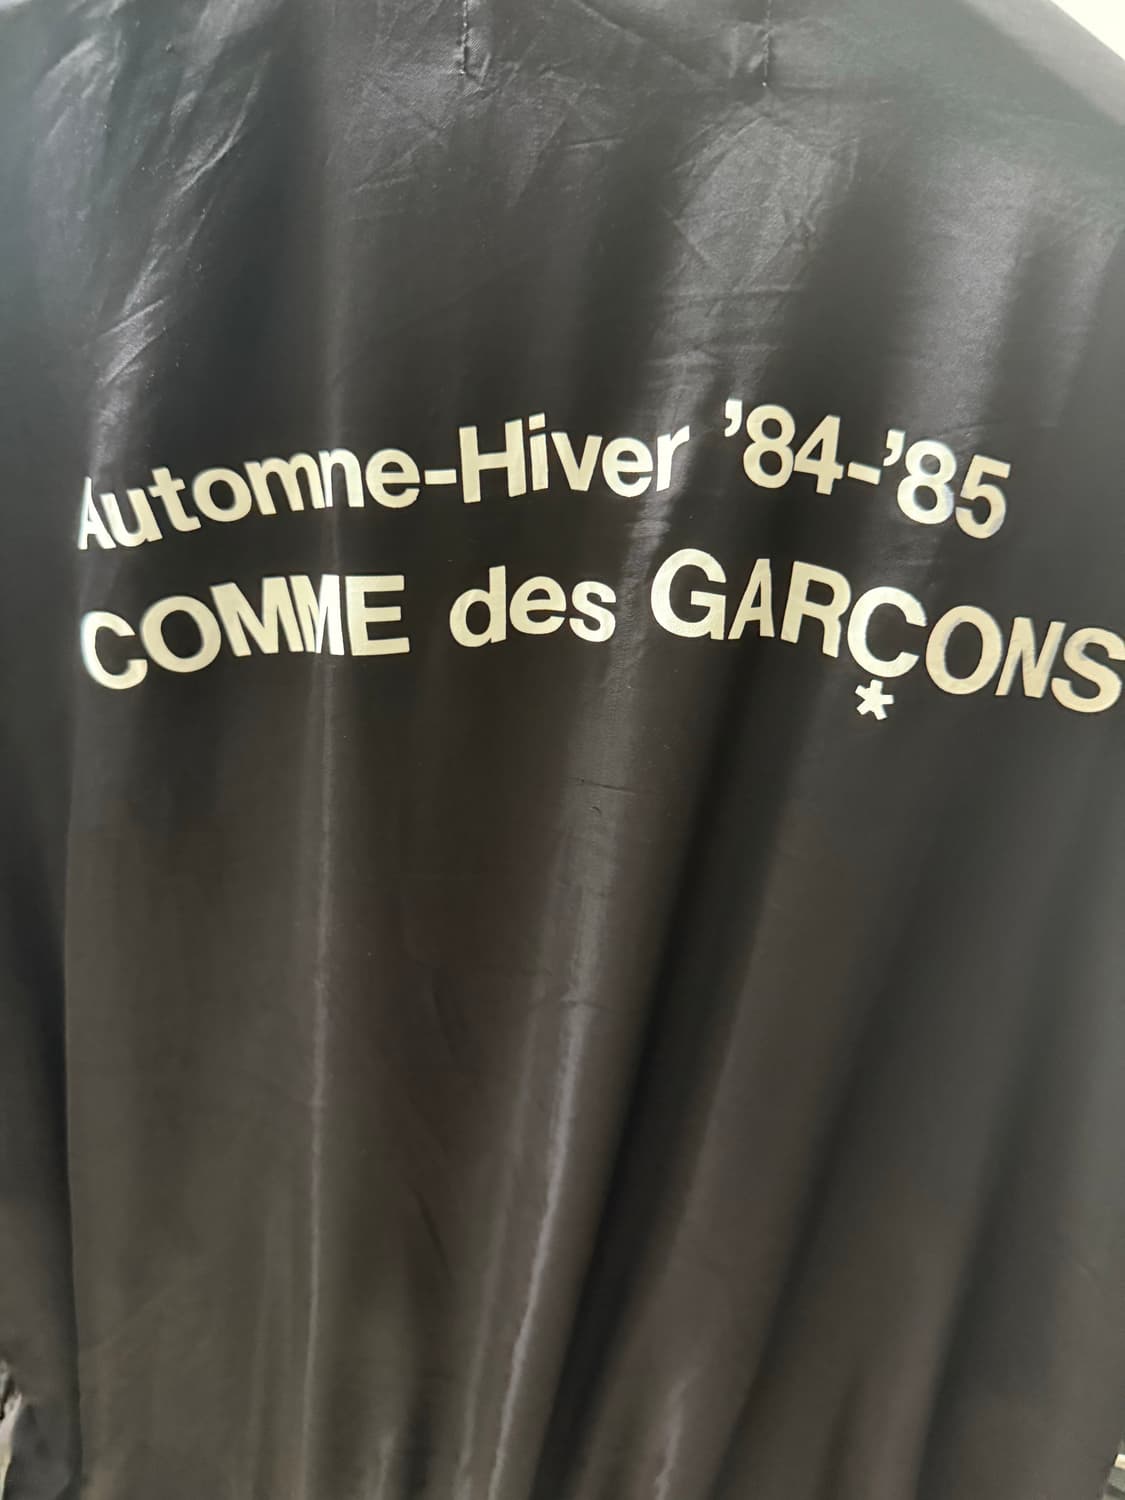 Automne-Hiver ’84-’85
COMME des GARÇONS
*